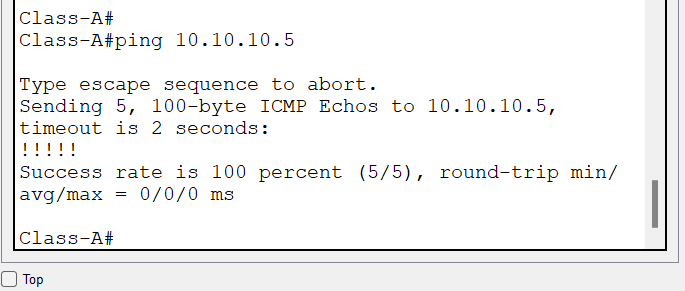 Class-A#
Class-A#ping 10.10.10.5
Type escape sequence to abort.
Sending 5, 100-byte ICMP Echos to 10.10.10.5,
timeout is 2 seconds:
!!!!!
Success rate is 100 percent (5/5), round-trip min/
avg/max = 0/0/0 ms
Class-A#
Top